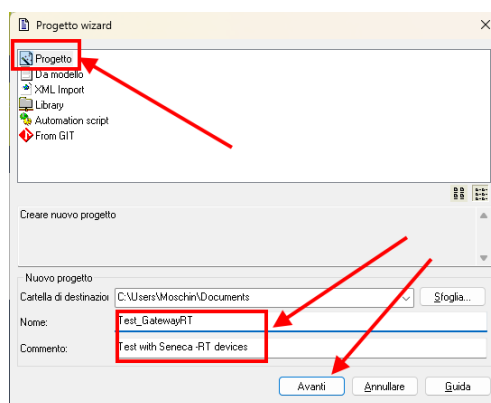 Progetto wizard
Progetto
Da modello
XML Import
Library
Automation script
From GIT
Creare nuovo progetto
Nuovo progetto
Cartella di destinazior C:\Users\Moschin\Documents Sfoglia...
Nome: Test_GatewayRT
Commento: Test with Seneca -RT devices
Avanti Annullare Guida